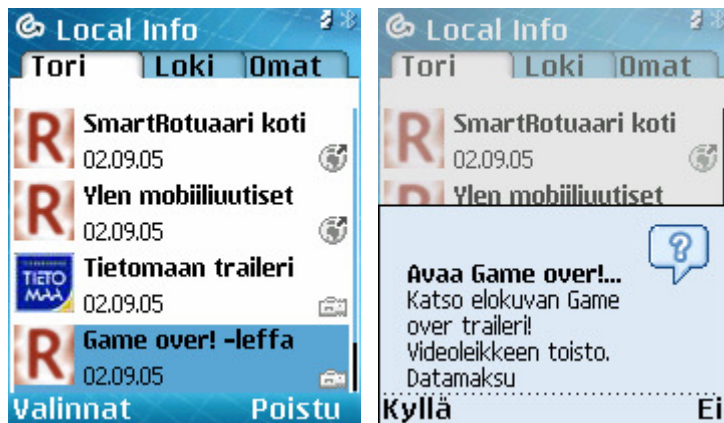 Local Info
Tori Loki Omat
R SmartRotuaari koti
02.09.05
R Ylen mobiiliuutiset
02.09.05
TIETO MAA Tietomaan traileri
02.09.05
R Game over! -leffa
02.09.05
Valinnat Poistu
Local Info
Tori Loki Omat
R SmartRotuaari koti
02.09.05
R Ylen mobiiliuutiset
?
Avaa Game over!...
Katso elokuvan Game
over traileri!
Videoleikkeen toisto.
Datamaksu
Kyllä Ei